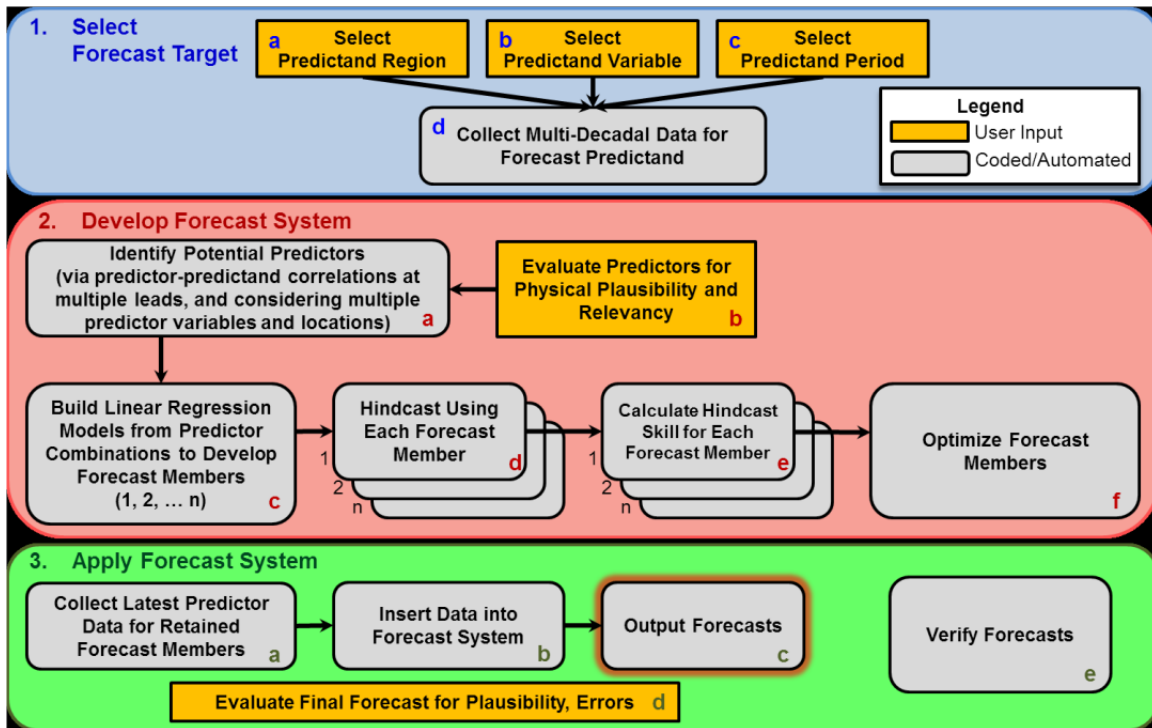 1. Select
Forecast Target
a
Select
Predictand Region
b
Select
Predictand Variable
c
Select
Predictand Period
d
Collect Multi-Decadal Data for
Forecast Predictand
Legend
User Input
Coded/Automated
2. Develop Forecast System
Identify Potential Predictors
(via predictor-predictand correlations at
multiple leads, and considering multiple
predictor variables and locations)
a
Evaluate Predictors for
Physical Plausibility and
Relevancy
b
Build Linear Regression
Models from Predictor
Combinations to Develop
Forecast Members
(1, 2, … n)
c
Hindcast Using
Each Forecast
Member
d
1
2
n
Calculate Hindcast
Skill for Each
Forecast Member
e
1
2
n
Optimize Forecast
Members
f
3. Apply Forecast System
Collect Latest Predictor
Data for Retained
Forecast Members
a
Insert Data into
Forecast System
b
Output Forecasts
c
Verify Forecasts
e
Evaluate Final Forecast for Plausibility, Errors d